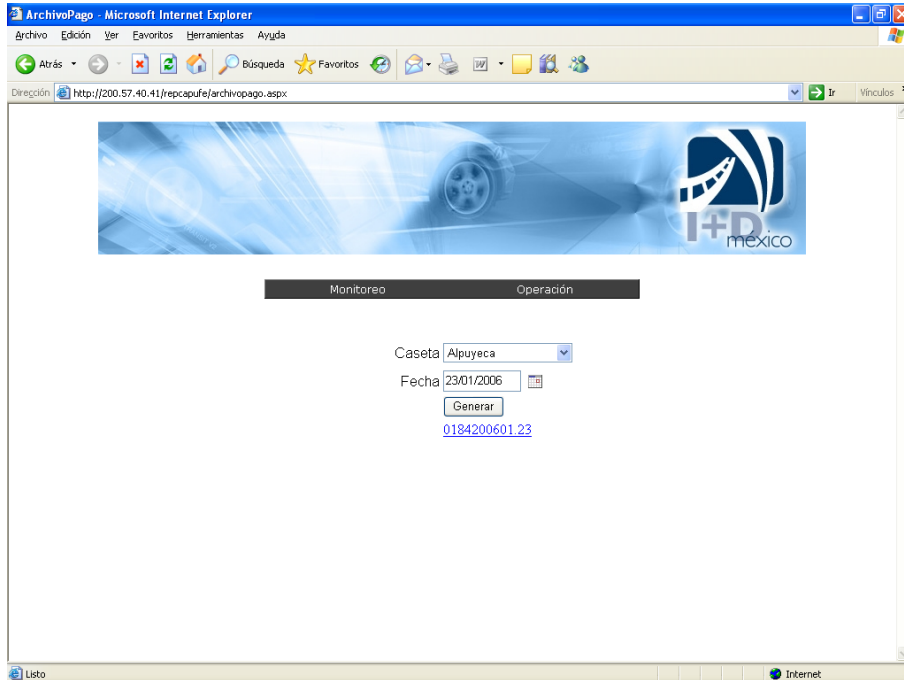 ArchivoPago - Microsoft Internet Explorer
Archivo Edición Ver Favoritos Herramientas Ayuda
Atrás Búsqueda Favoritos
Dirección http://200.57.40.41/repcapufe/archivopago.aspx Ir Vínculos
I+D
méxico
Monitoreo Operación
Caseta Alpuyeca
Fecha 23/01/2006
Generar
0184200601.23
Listo Internet